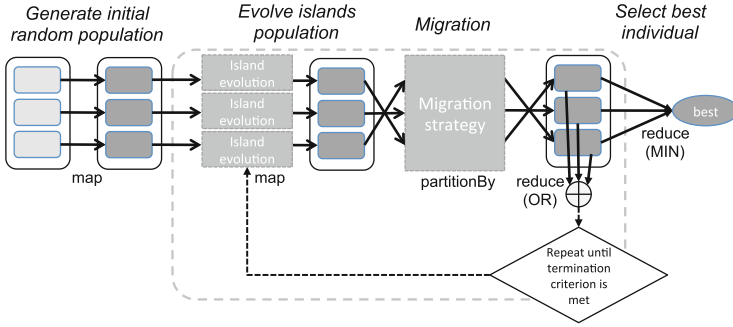 Generate initial
random population
Evolve islands
population
Migration
Select best
individual
Island
evolution
Island
evolution
Island
evolution
Migration
strategy
best
map
map
partitionBy
reduce
(OR)
reduce
(MIN)
Repeat until
termination
criterion is
met